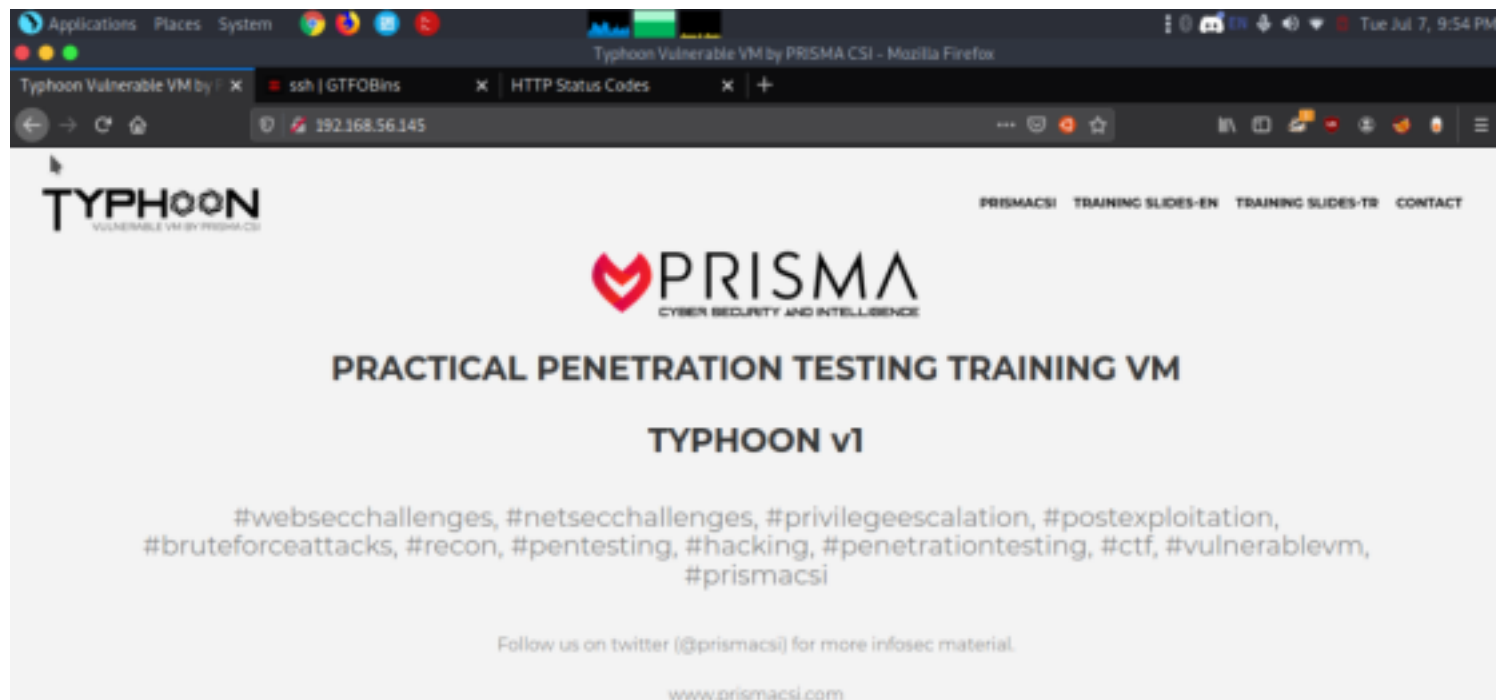 Applications Places System
Tue Jul 7, 9:54 PM
Typhoon Vulnerable VM by PRISMA CSI - Mozilla Firefox
Typhoon Vulnerable VM by ssh | GTFOBins HTTP Status Codes
192.168.56.145
TYPHOON
VULNERABLE VM BY PRISMA CSI
PRISMACSI TRAINING SLIDES-EN TRAINING SLIDES-TR CONTACT
PRISMA
CYBER SECURITY AND INTELLIGENCE
PRACTICAL PENETRATION TESTING TRAINING VM
TYPHOON v1
#websecchallenges, #netsecchallenges, #privilegeescalation, #postexploitation,
#bruteforceattacks, #recon, #pentesting, #hacking, #penetrationtesting, #ctf, #vulnerablevm,
#prismacsi
Follow us on twitter (@prismacsi) for more infosec material.
www.prismacsi.com